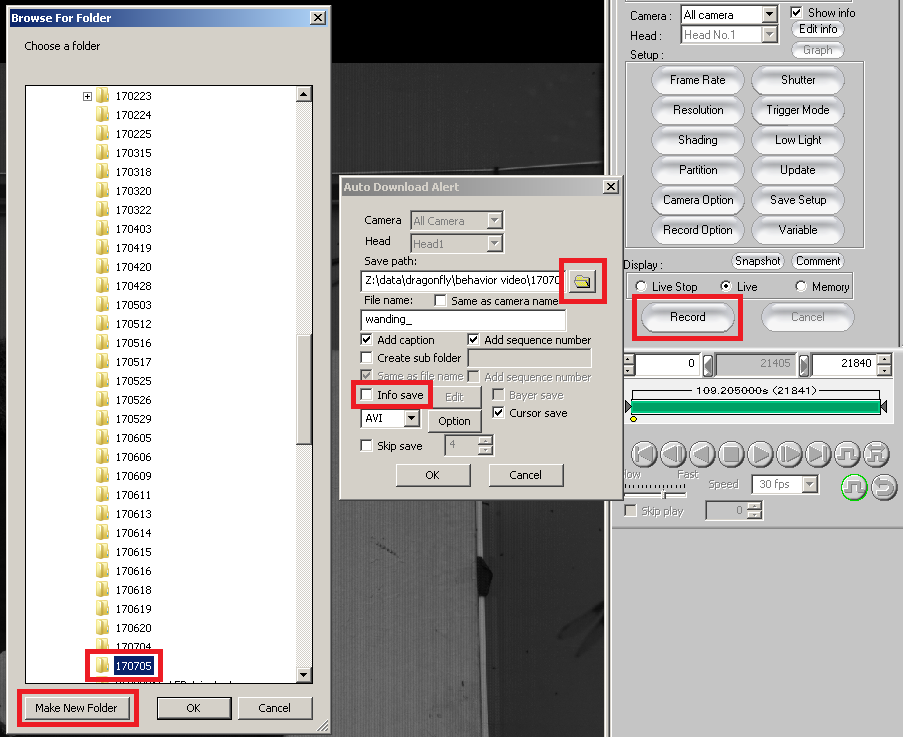 Browse For Folder
Choose a folder
170223
170224
170225
170315
170318
170320
170322
170403
170419
170420
170428
170503
170512
170516
170517
170525
170526
170529
170605
170606
170609
170611
170613
170614
170615
170616
170618
170619
170620
170704
170705
Make New Folder
OK
Cancel
Auto Download Alert
Camera
All Camera
Head
Head1
Save path:
Z:\data\dragonfly\behavior video\1707
File name:
Same as camera name
wanding_
Add caption
Add sequence number
Create sub folder
Same as file name
Add sequence number
Info save
Edit
Bayer save
AVI
Option
Cursor save
Skip save
4
OK
Cancel
Camera :
All camera
Show info
Head :
Head No.1
Edit info
Graph
Setup :
Frame Rate
Shutter
Resolution
Trigger Mode
Shading
Low Light
Partition
Update
Camera Option
Save Setup
Record Option
Variable
Display :
Snapshot
Comment
Live Stop
Live
Memory
Record
Cancel
0
21405
21840
109.205000s (21841)
Fast
Speed
30 fps
Skip play
0